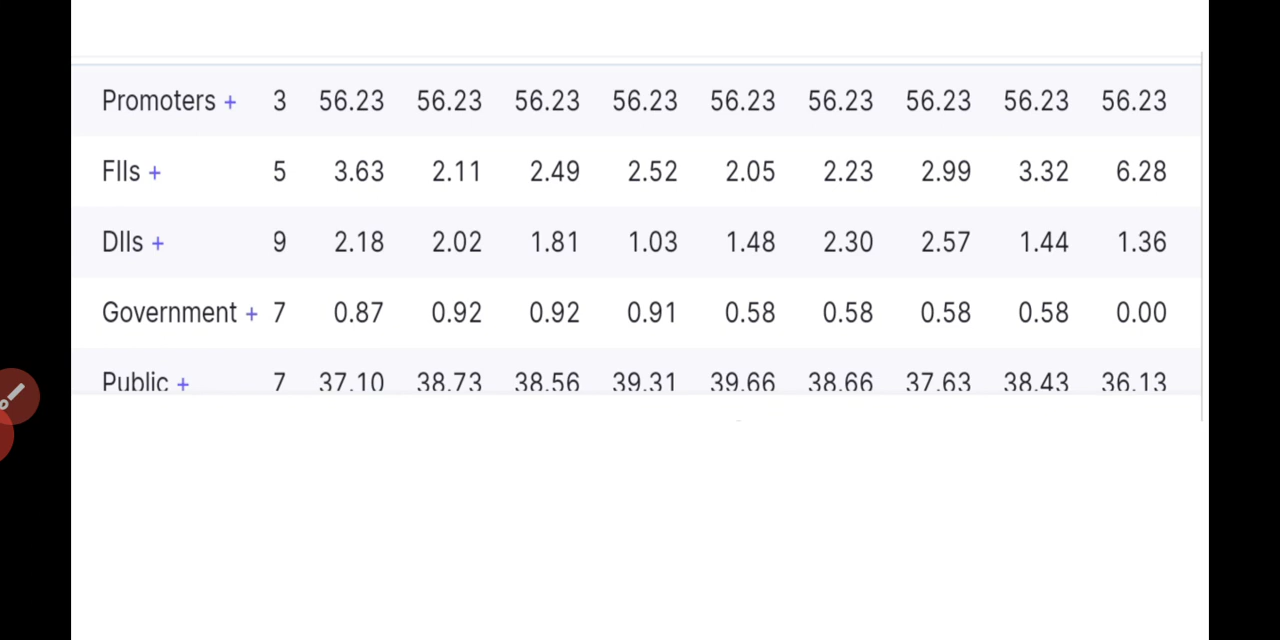 Promoters + 3 56.23 56.23 56.23 56.23 56.23 56.23 56.23 56.23 56.23
FIIs + 5 3.63 2.11 2.49 2.52 2.05 2.23 2.99 3.32 6.28
DIIs + 9 2.18 2.02 1.81 1.03 1.48 2.30 2.57 1.44 1.36
Government + 7 0.87 0.92 0.92 0.91 0.58 0.58 0.58 0.58 0.00
Public + 7 37.10 38.73 38.56 39.31 39.66 38.66 37.63 38.43 36.13